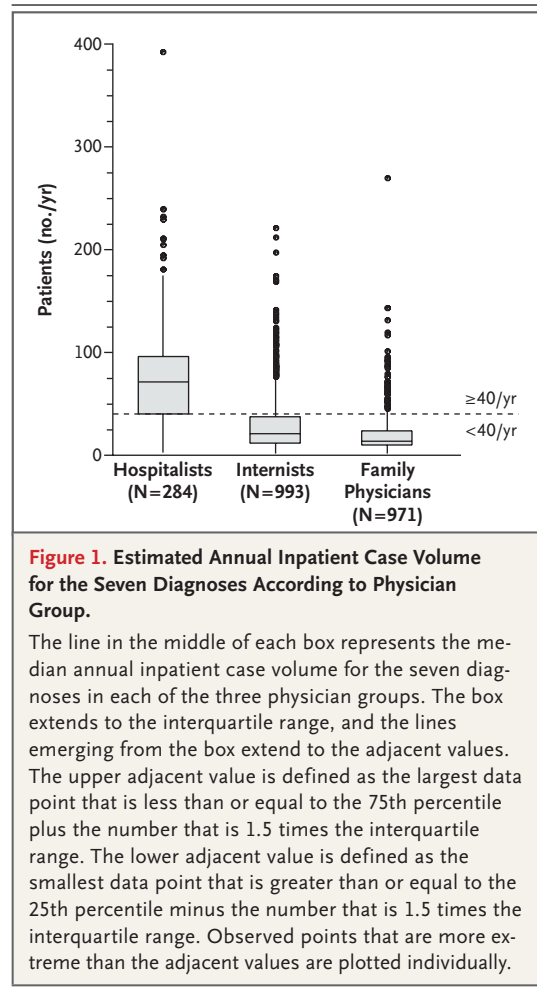 400
300
200
100
0
Patients (no./yr)
≥40/yr
<40/yr
Hospitalists
(N=284)
Internists
(N=993)
Family
Physicians
(N=971)
Figure 1. Estimated Annual Inpatient Case Volume
for the Seven Diagnoses According to Physician
Group.
The line in the middle of each box represents the me-
dian annual inpatient case volume for the seven diag-
noses in each of the three physician groups. The box
extends to the interquartile range, and the lines
emerging from the box extend to the adjacent values.
The upper adjacent value is defined as the largest data
point that is less than or equal to the 75th percentile
plus the number that is 1.5 times the interquartile
range. The lower adjacent value is defined as the
smallest data point that is greater than or equal to the
25th percentile minus the number that is 1.5 times the
interquartile range. Observed points that are more ex-
treme than the adjacent values are plotted individually.